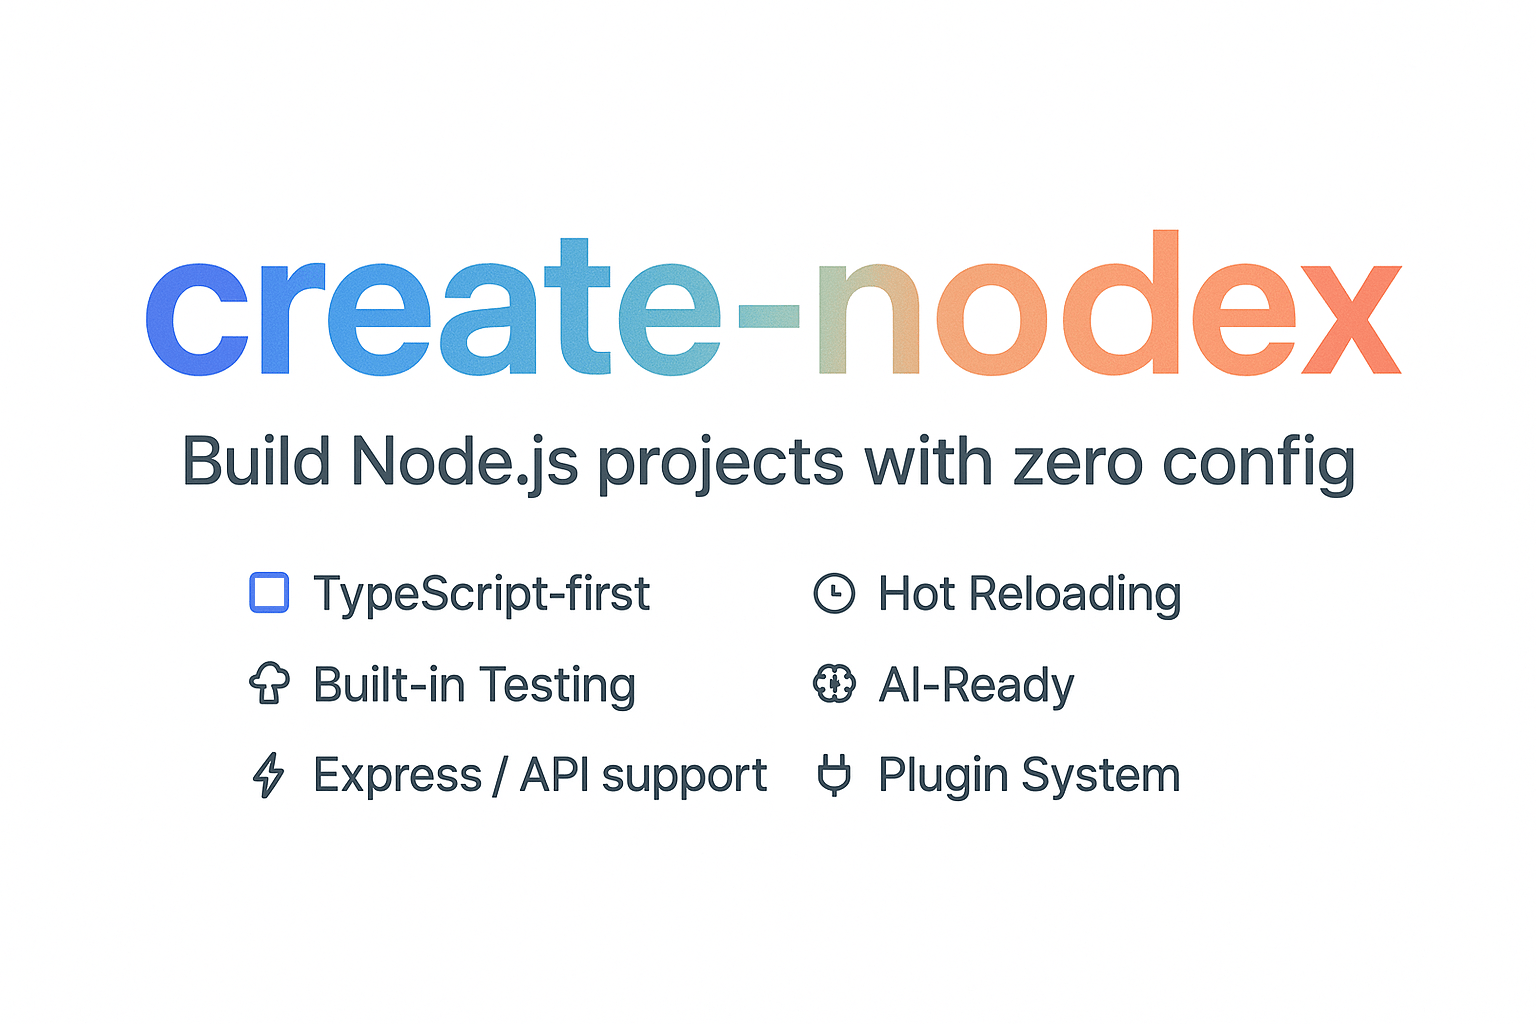 create-nodex
Build Node.js projects with zero config
TypeScript-first
Hot Reloading
Built-in Testing
AI-Ready
Express / API support
Plugin System